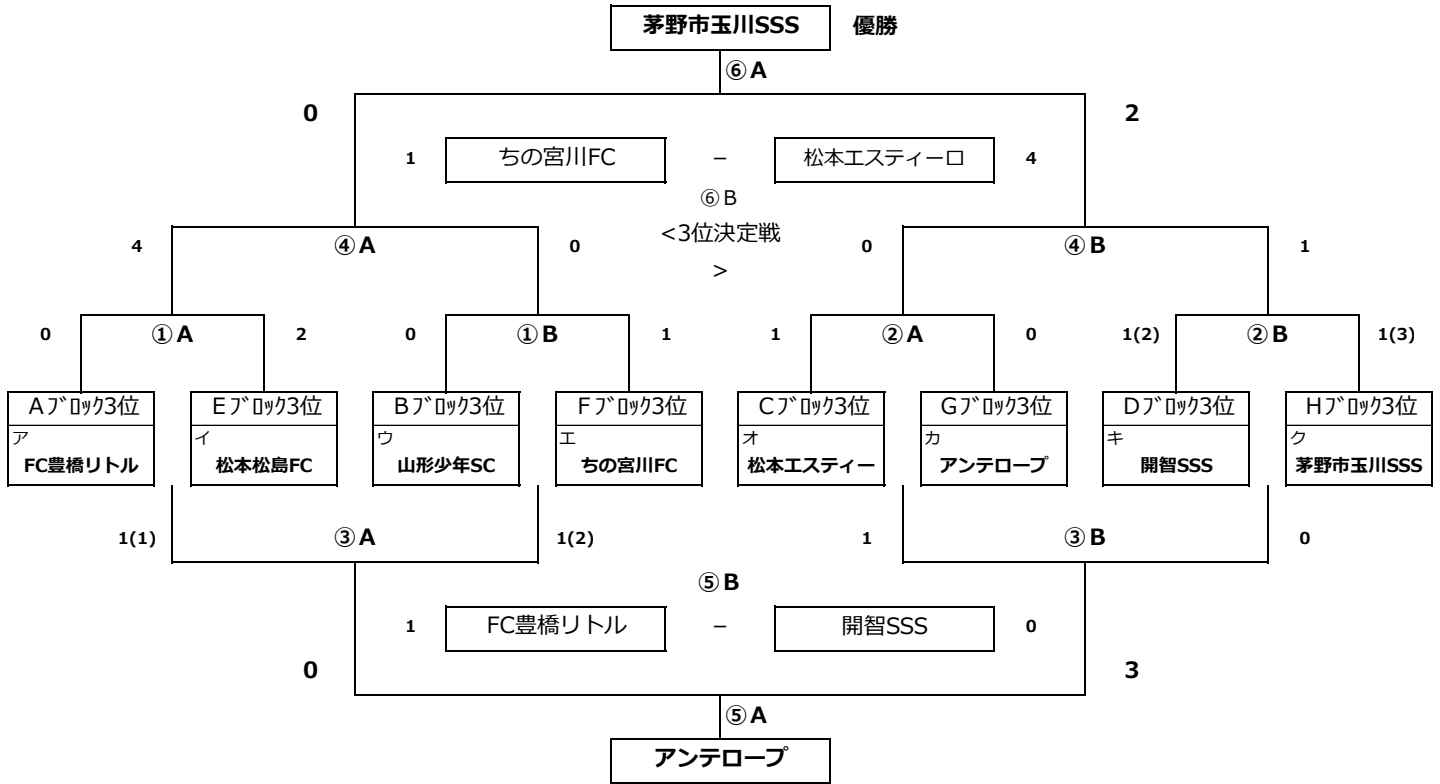 茅野市玉川SSS 優勝
⑥A
0 2
1 ちの宮川FC − 松本エスティーロ 4
⑥B
<3位決定戦
>
4 ④A 0 0 ④B 1
0 ①A 2 0 ①B 1 1 ②A 0 1(2) ②B 1(3)
Aブロック3位 Eブロック3位 Bブロック3位 Fブロック3位 Cブロック3位 Gブロック3位 Dブロック3位 Hブロック3位
ア イ ウ エ オ カ キ ク
FC豊橋リトル 松本松島FC 山形少年SC ちの宮川FC 松本エスティー アンテロープ 開智SSS 茅野市玉川SSS
1(1) ③A 1(2) 1 ③B 0
⑤B
1 FC豊橋リトル − 開智SSS 0
0 3
⑤A
アンテロープ